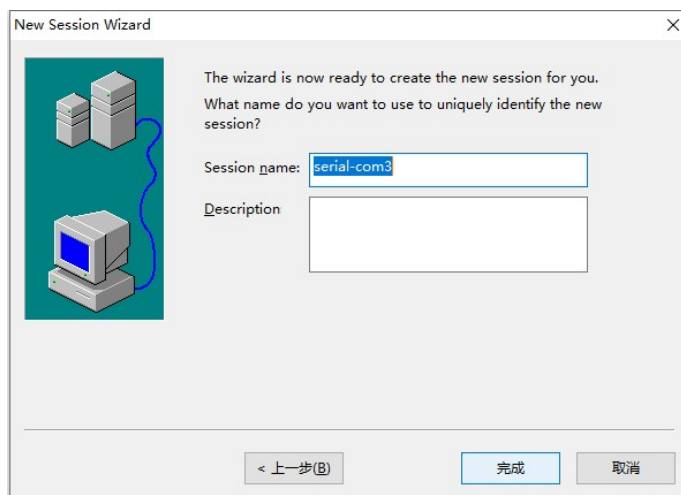 New Session Wizard
The wizard is now ready to create the new session for you.
What name do you want to use to uniquely identify the new
session?
Session name: serial-com3
Description
< 上一步(B)
完成
取消